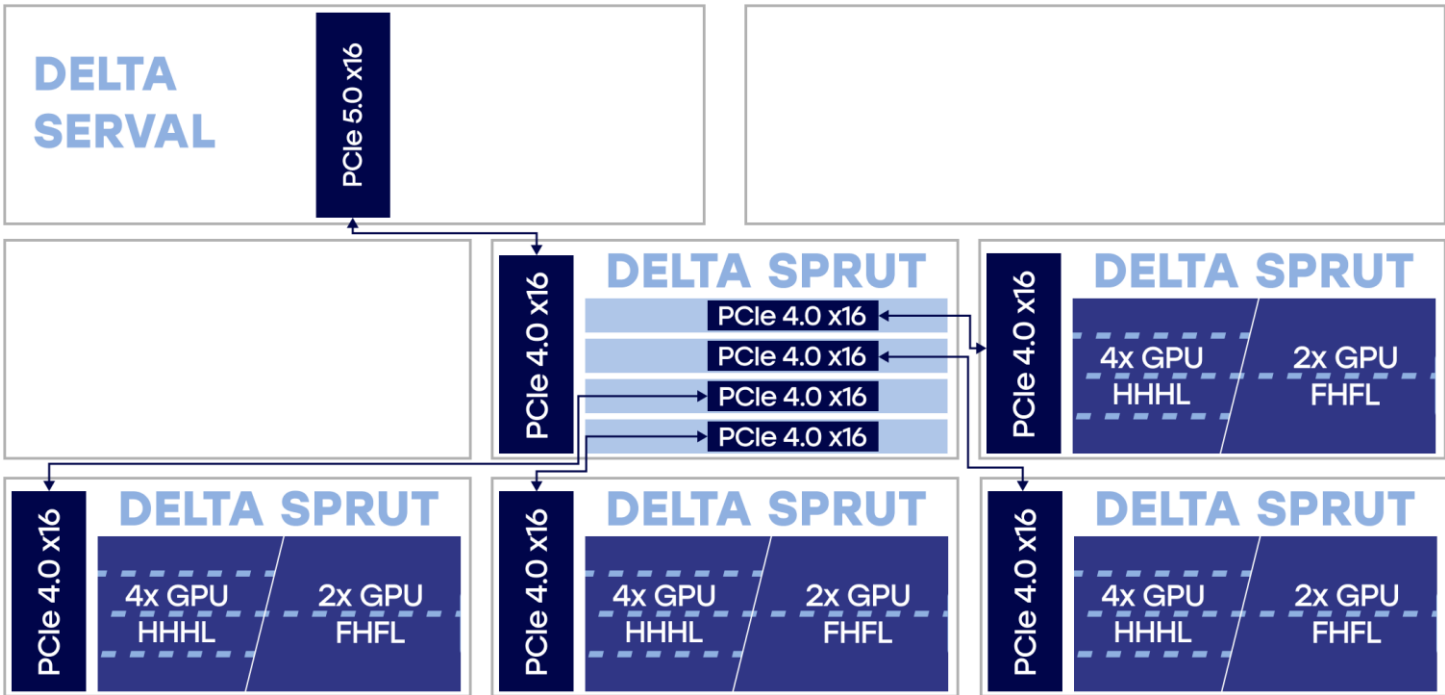 DELTA
SERVAL
PCIe 5.0 x16
PCIe 4.0 x16
DELTA SPRUT
PCIe 4.0 x16
PCIe 4.0 x16
PCIe 4.0 x16
PCIe 4.0 x16
PCIe 4.0 x16
DELTA SPRUT
4x GPU
HHHL
2x GPU
FHFL
PCIe 4.0 x16
DELTA SPRUT
4x GPU
HHHL
2x GPU
FHFL
PCIe 4.0 x16
DELTA SPRUT
4x GPU
HHHL
2x GPU
FHFL
PCIe 4.0 x16
DELTA SPRUT
4x GPU
HHHL
2x GPU
FHFL